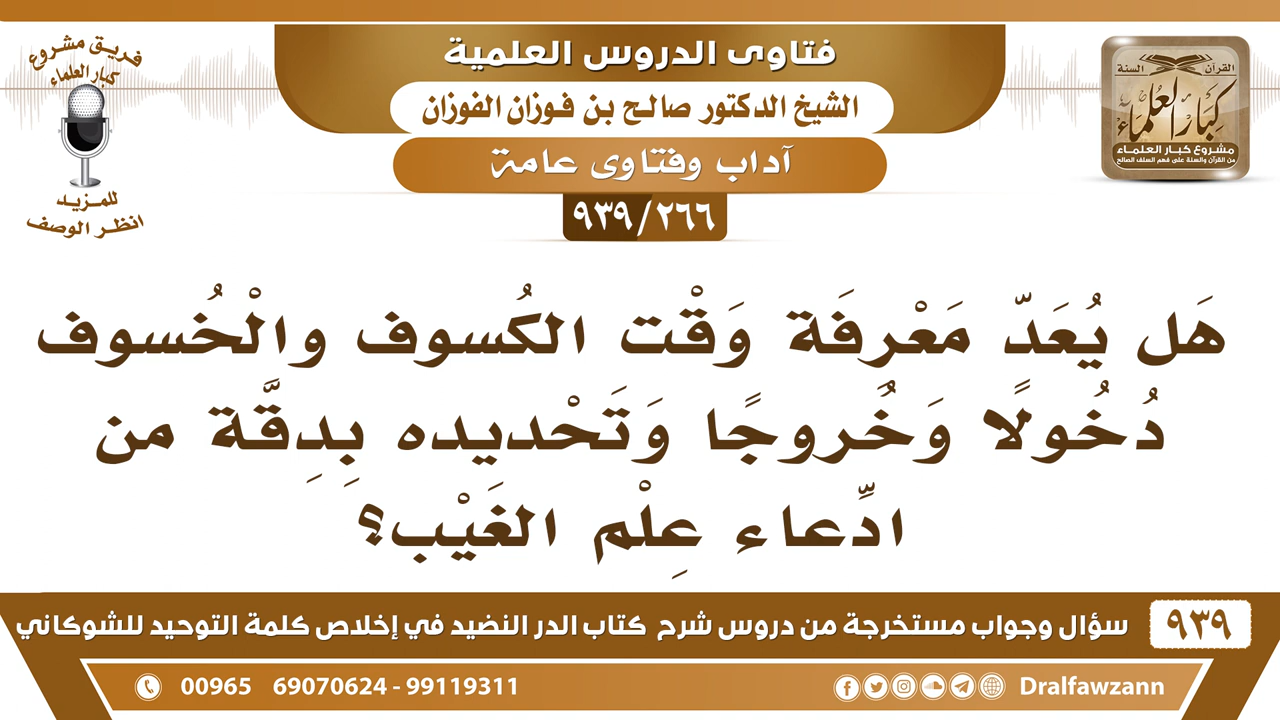 فتاوى الدروس العلمية
الشيخ الدكتور صالح بن فوزان الفوزان
آداب وفتاوى عامة
٩٣٩/٢٦٦
فريق مشروع
كبار العلماء
للمزيد
انظر الوصف
القرآن السنة
كبار العلماء
مشروع كبار العلماء
من القرآن والسنة على فهم السلف الصالح
هَل يُعَدّ مَعْرِفَة وَقْت الكُسوف والْخُسوف
دُخُولًا وَخُروجًا وَتَحْديده بِدِقَّة من
ادِّعاء عِلْم الغَيْب؟
٩٣٩ سؤال وجواب مستخرجة من دروس شرح كتاب الدر النضيد في إخلاص كلمة التوحيد للشوكاني
00965 69070624 - 99119311
Dralfawzann